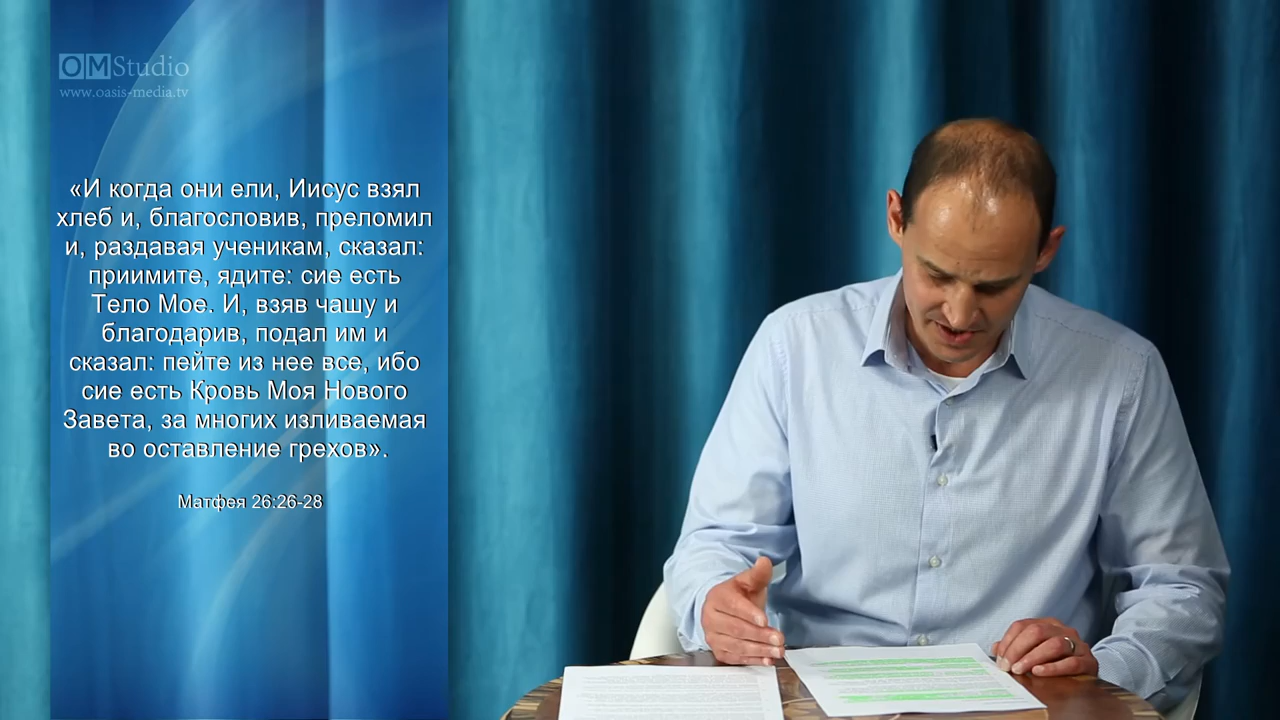 OMStudio
www.oasis-media.tv
«И когда они ели, Иисус взял
хлеб и, благословив, преломил
и, раздавая ученикам, сказал:
приимите, ядите: сие есть
Тело Мое. И, взяв чашу и
благодарив, подал им и
сказал: пейте из нее все, ибо
сие есть Кровь Моя Нового
Завета, за многих изливаемая
во оставление грехов».
Матфея 26:26-28